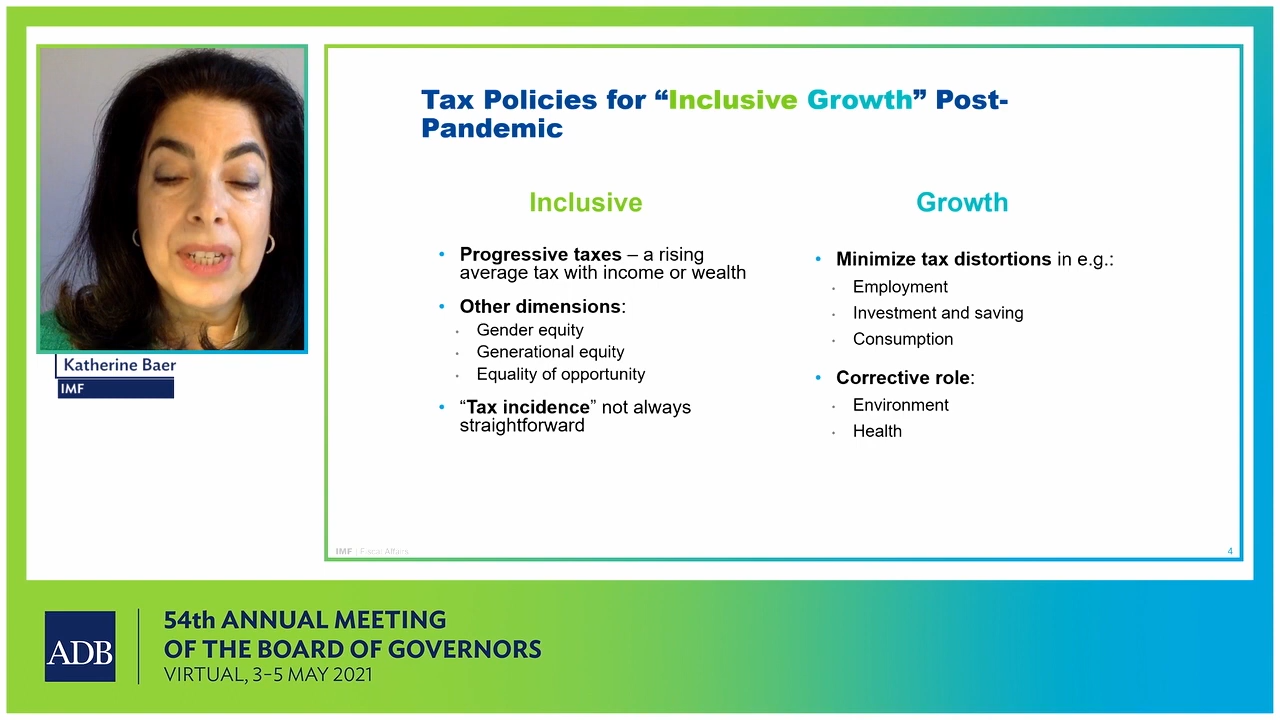 Tax Policies for “Inclusive Growth” Post-
Pandemic
Inclusive
• Progressive taxes – a rising
average tax with income or wealth
• Other dimensions:
• Gender equity
• Generational equity
• Equality of opportunity
• “Tax incidence” not always
straightforward
Growth
• Minimize tax distortions in e.g.:
• Employment
• Investment and saving
• Consumption
• Corrective role:
• Environment
• Health
IMF | Fiscal Affairs
4
Katherine Baer
IMF
ADB
54th ANNUAL MEETING
OF THE BOARD OF GOVERNORS
VIRTUAL, 3–5 MAY 2021